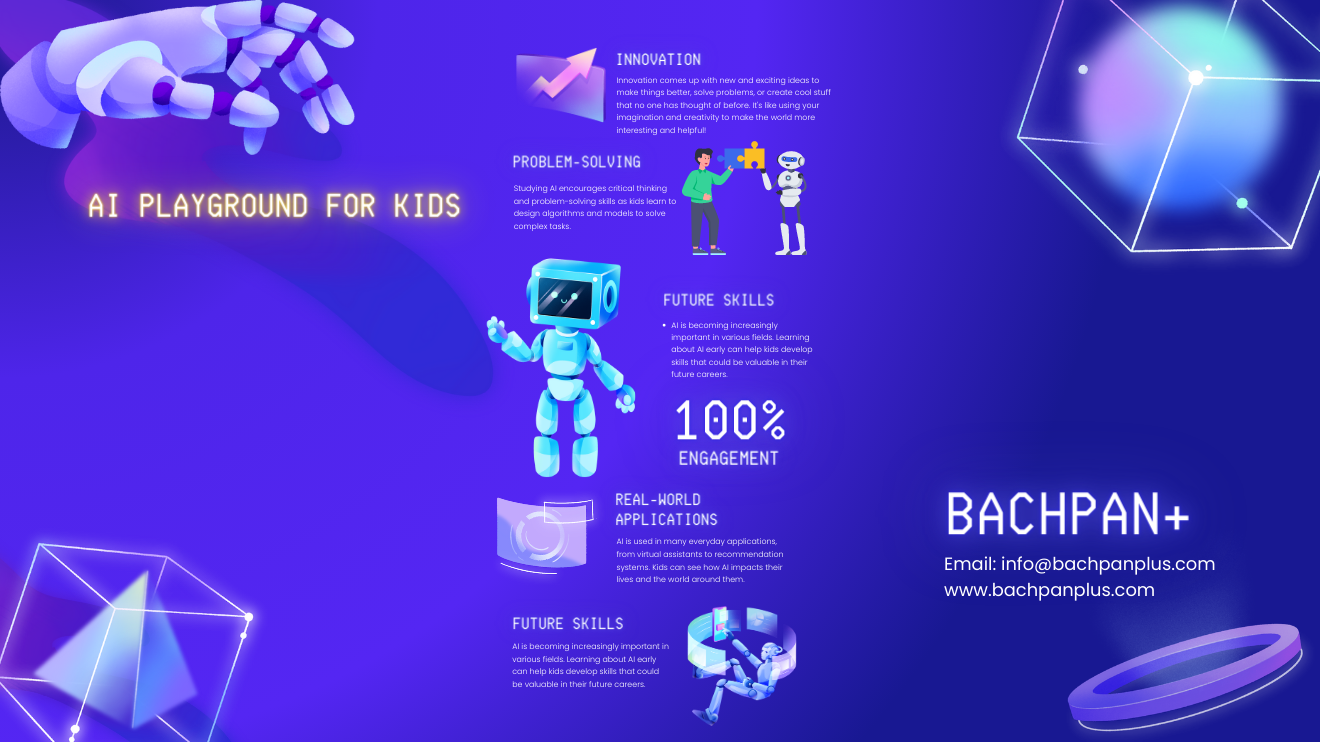 AI PLAYGROUND FOR KIDS
INNOVATION
Innovation comes up with new and exciting ideas to
make things better, solve problems, or create cool stuff
that no one has thought of before. It's like using your
imagination and creativity to make the world more
interesting and helpful!
PROBLEM-SOLVING
Studying AI encourages critical thinking
and problem-solving skills as kids learn to
design algorithms and models to solve
complex tasks.
FUTURE SKILLS
• AI is becoming increasingly
important in various fields. Learning
about AI early can help kids develop
skills that could be valuable in their
future careers.
100%
ENGAGEMENT
REAL-WORLD
APPLICATIONS
AI is used in many everyday applications,
from virtual assistants to recommendation
systems. Kids can see how AI impacts their
lives and the world around them.
FUTURE SKILLS
AI is becoming increasingly important in
various fields. Learning about AI early
can help kids develop skills that could
be valuable in their future careers.
BACHPAN+
Email: info@bachpanplus.com
www.bachpanplus.com